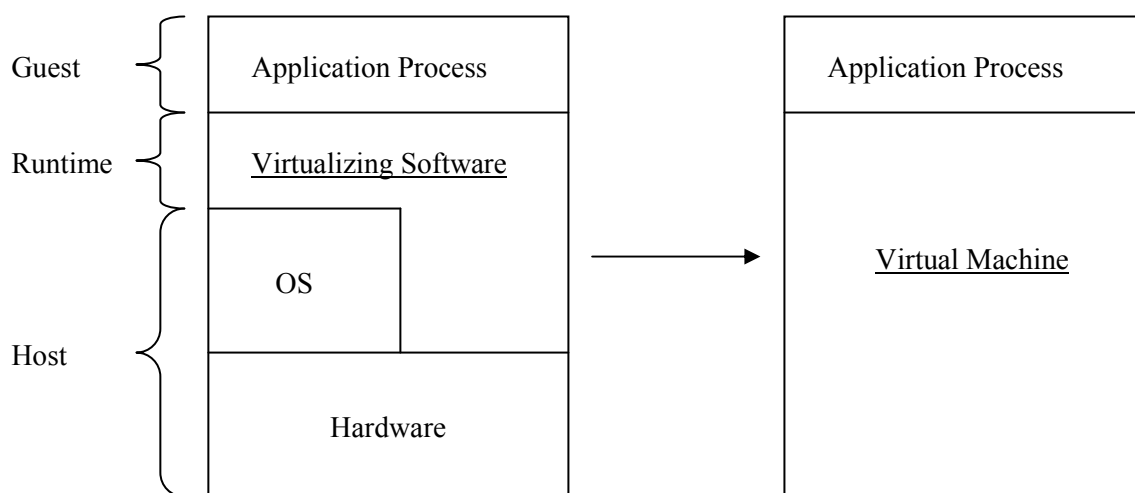 Guest
Application Process
Application Process
Runtime
Virtualizing Software
Virtual Machine
OS
Host
Hardware